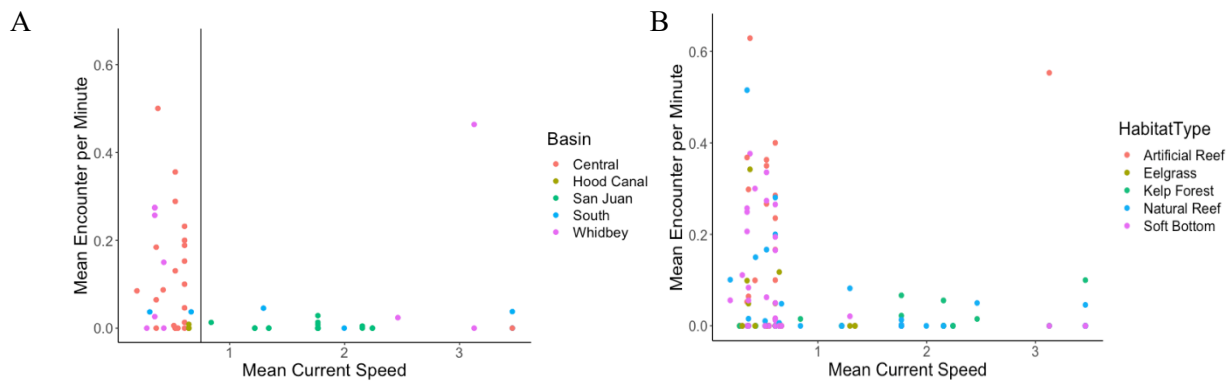 A
Mean Encounter per Minute
0.6
0.4
0.2
0.0
1
2
3
Mean Current Speed
Basin
Central
Hood Canal
San Juan
South
Whidbey
B
Mean Encounter per Minute
0.6
0.4
0.2
0.0
1
2
3
Mean Current Speed
HabitatType
Artificial Reef
Eelgrass
Kelp Forest
Natural Reef
Soft Bottom